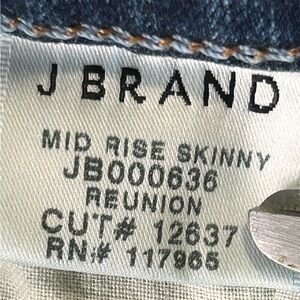 J BRAND
MID RISE SKINNY
JB000636
REUNION
CUT# 12637
RN# 117965